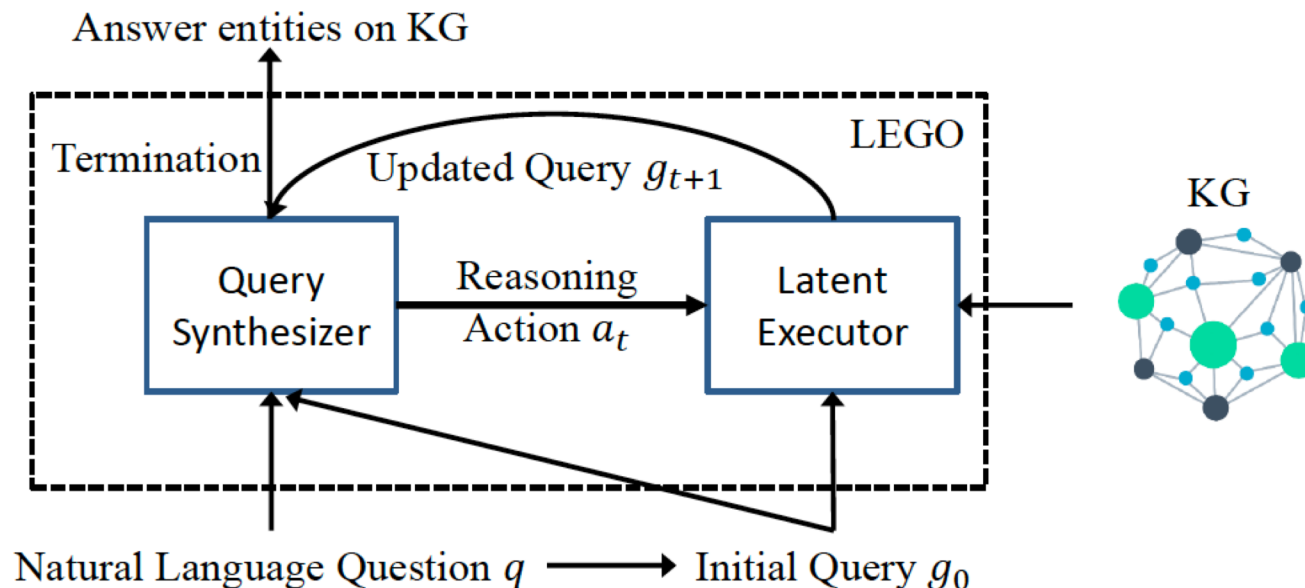 Answer entities on KG
LEGO
Termination
Updated Query g_{t+1}
KG
Query
Synthesizer
Reasoning
Action a_t
Latent
Executor
Natural Language Question q
Initial Query g_0